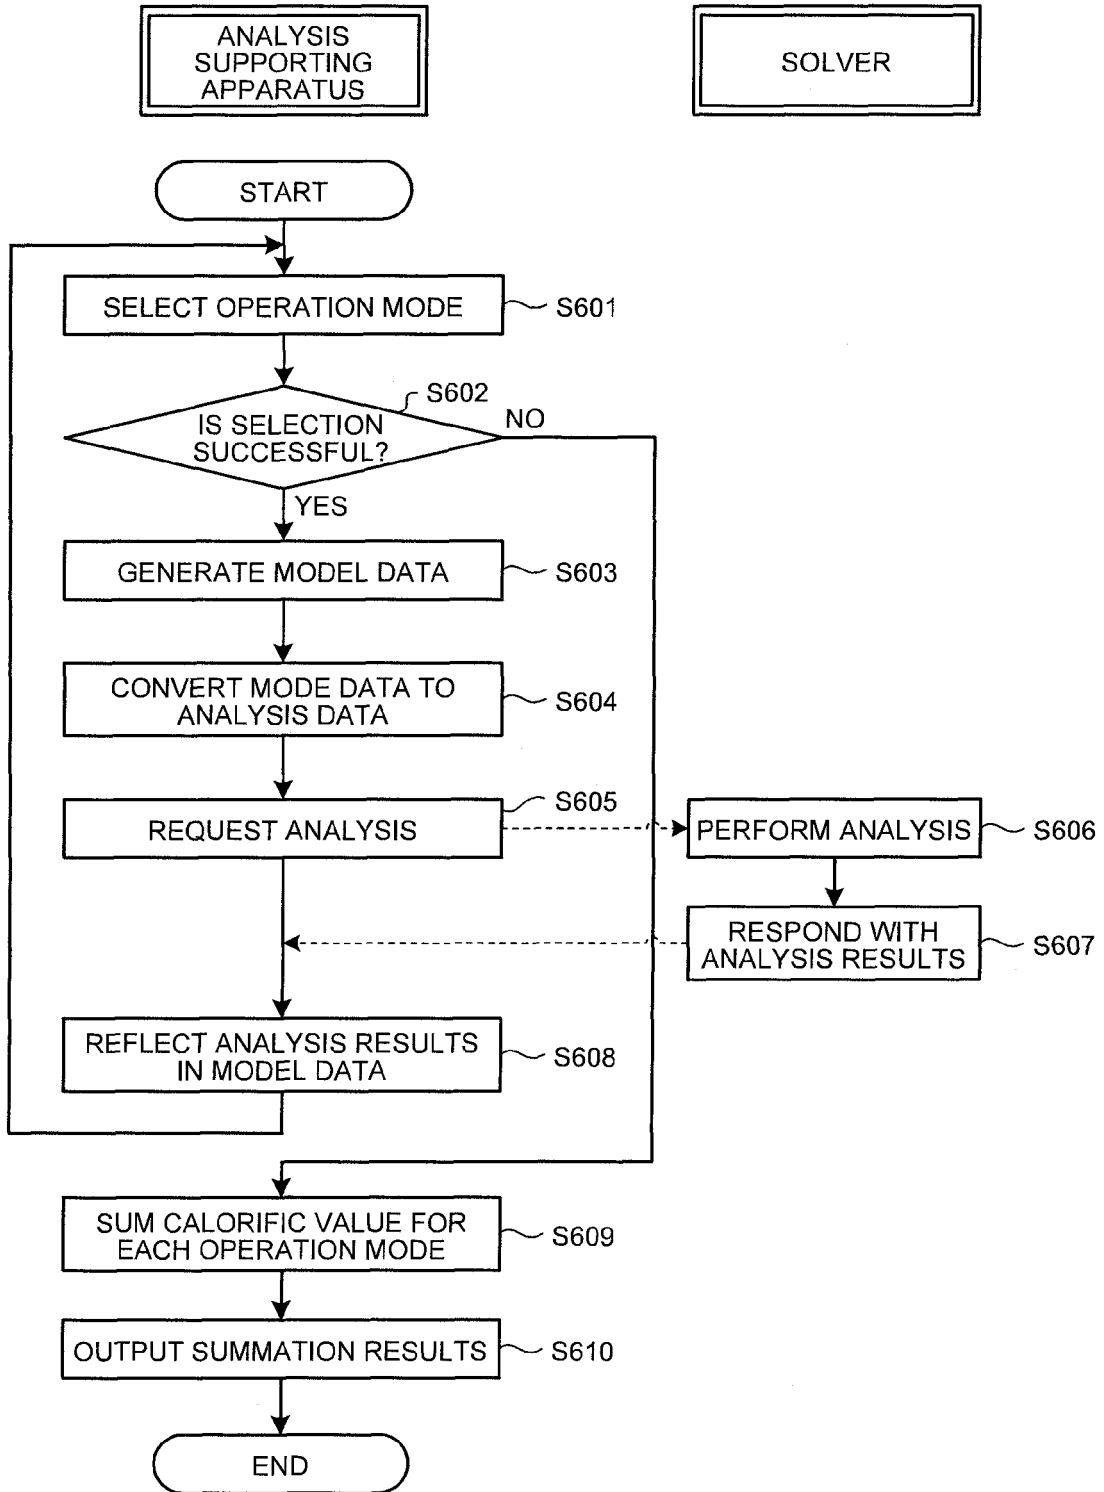 ANALYSIS
SUPPORTING
APPARATUS
SOLVER
START
SELECT OPERATION MODE
S601
S602
IS SELECTION
SUCCESSFUL?
NO
YES
GENERATE MODEL DATA
S603
CONVERT MODE DATA TO
ANALYSIS DATA
S604
REQUEST ANALYSIS
S605
PERFORM ANALYSIS
S606
RESPOND WITH
ANALYSIS RESULTS
S607
REFLECT ANALYSIS RESULTS
IN MODEL DATA
S608
SUM CALORIFIC VALUE FOR
EACH OPERATION MODE
S609
OUTPUT SUMMATION RESULTS
S610
END